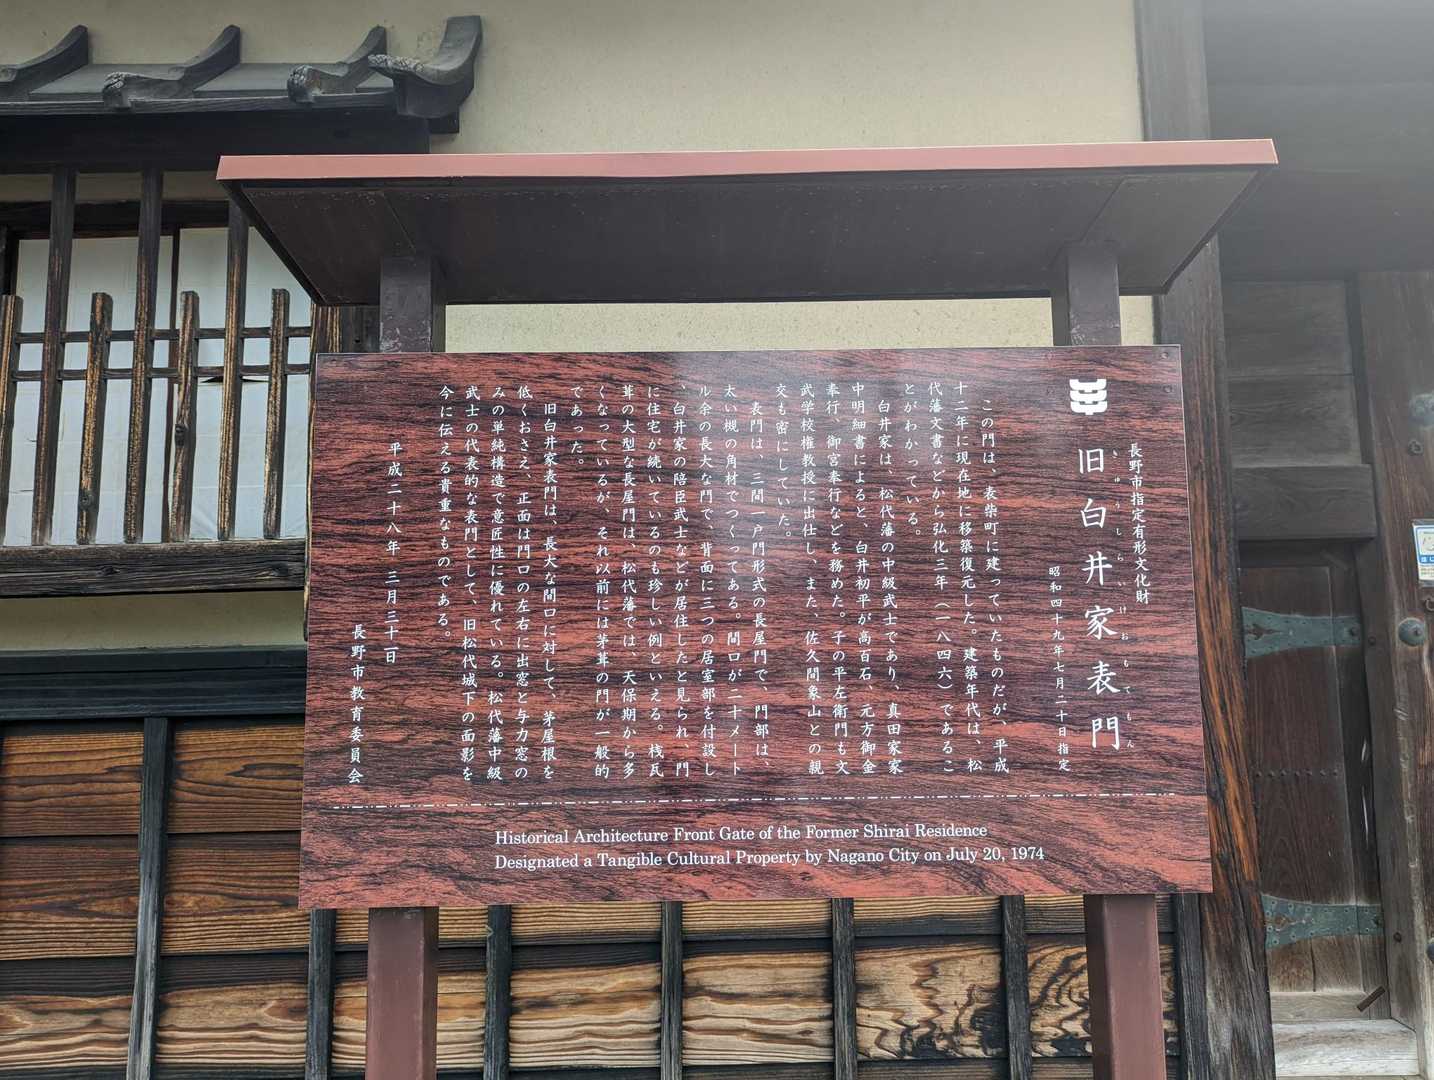 長野市指定有形文化財
きゅうしらいけおもてもん
旧白井家表門
昭和四十九年七月二十日指定
この門は、表柴町に建っていたものだが、平成
十二年に現在地に移築復元した。建築年代は、松
代藩文書などから弘化三年（一八四六）であるこ
とがわかっている。
白井家は、松代藩の中級武士であり、真田家家
中明細書によると、白井初平が高百石、元方御金
奉行、御宮奉行などを務めた。子の平左衛門も文
武学校権教授に出仕し、また、佐久間象山との親
交も密にしていた。
表門は、三間一戸門形式の長屋門で、門部は、
太い槻の角材でつくってある。間口が二十メート
ル余の長大な門で、背面に三つの居室部を付設し
、白井家の陪臣武士などが居住したと見られ、門
に住宅が続いているのも珍しい例といえる。桟瓦
葺の大型な長屋門は、松代藩では、天保期から多
くなっているが、それ以前には茅葺の門が一般的
であった。
旧白井家表門は、長大な間口に対して、茅屋根を
低くおさえ、正面は門口の左右に出窓と与力窓の
みの単純構造で意匠性に優れている。松代藩中級
武士の代表的な表門として、旧松代城下の面影を
今に伝える貴重なものである。
平成二十八年 三月三十一日
長野市教育委員会
Historical Architecture Front Gate of the Former Shirai Residence
Designated a Tangible Cultural Property by Nagano City on July 20, 1974